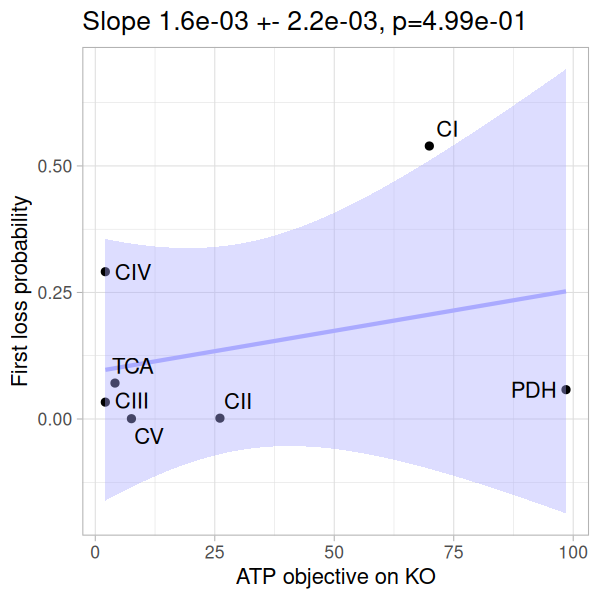 Slope 1.6e-03 +- 2.2e-03, p=4.99e-01
First loss probability
0.50
0.25
0.00
CI
CIV
TCA
CIII
CV
CII
PDH
0
25
50
75
100
ATP objective on KO